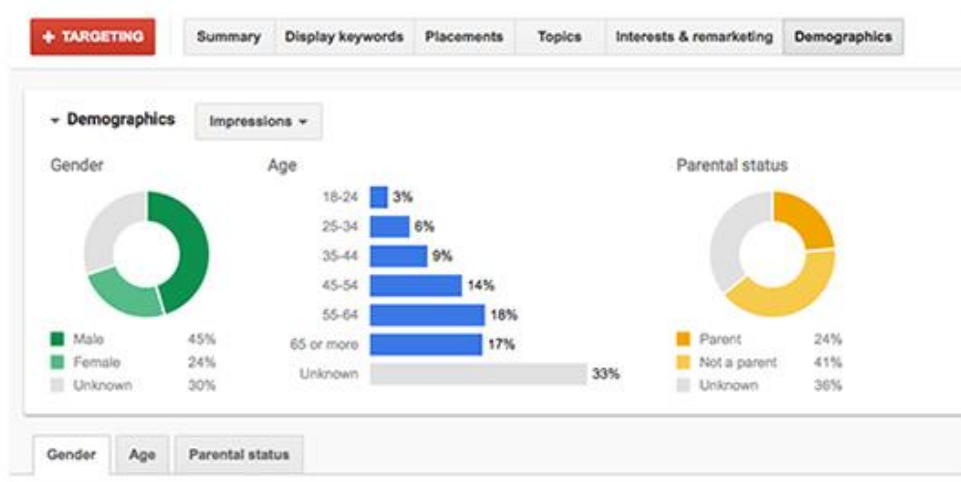 + TARGETING Summary Display keywords Placements Topics Interests & remarketing Demographics
Demographics Impressions
Gender
Male 45%
Female 24%
Unknown 30%
Age
18-24 3%
25-34 6%
35-44 9%
45-54 14%
55-64 18%
65 or more 17%
Unknown 33%
Parental status
Parent 24%
Not a parent 41%
Unknown 36%
Gender Age Parental status